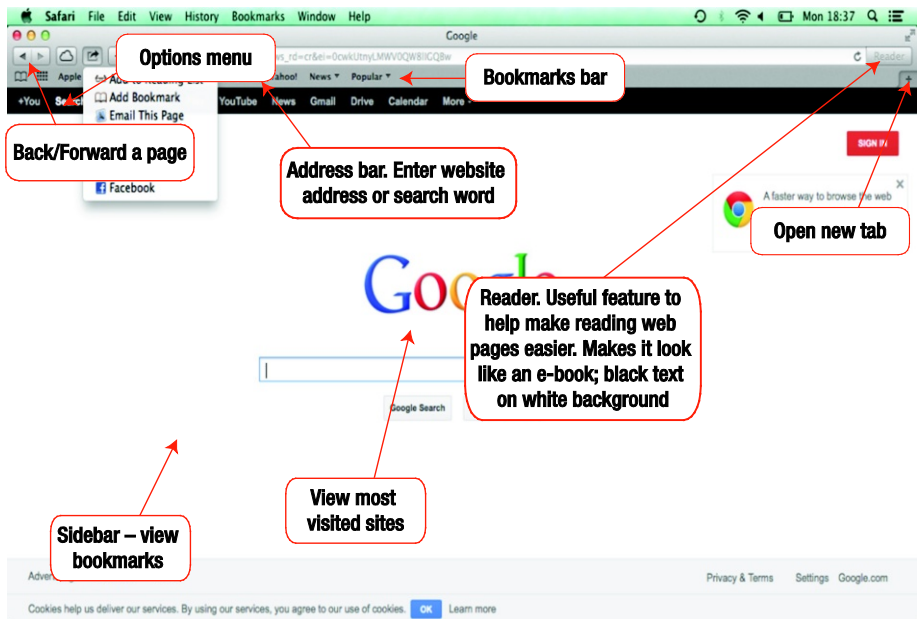 Safari File Edit View History Bookmarks Window Help Mon 18:37
Google
Options menu
Reader
Apple Yahoo! News Popular
Bookmarks bar
Add to Reading List
+You Search YouTube News Gmail Drive Calendar More
Add Bookmark
Email This Page
Back/Forward a page
Facebook
Address bar. Enter website
address or search word
SIGN IN
A faster way to browse the web
Open new tab
Google
Reader. Useful feature to
help make reading web
pages easier. Makes it look
like an e-book; black text
on white background
Google Search
View most
visited sites
Sidebar – view
bookmarks
Privacy & Terms Settings Google.com
Cookies help us deliver our services. By using our services, you agree to our use of cookies. OK Learn more